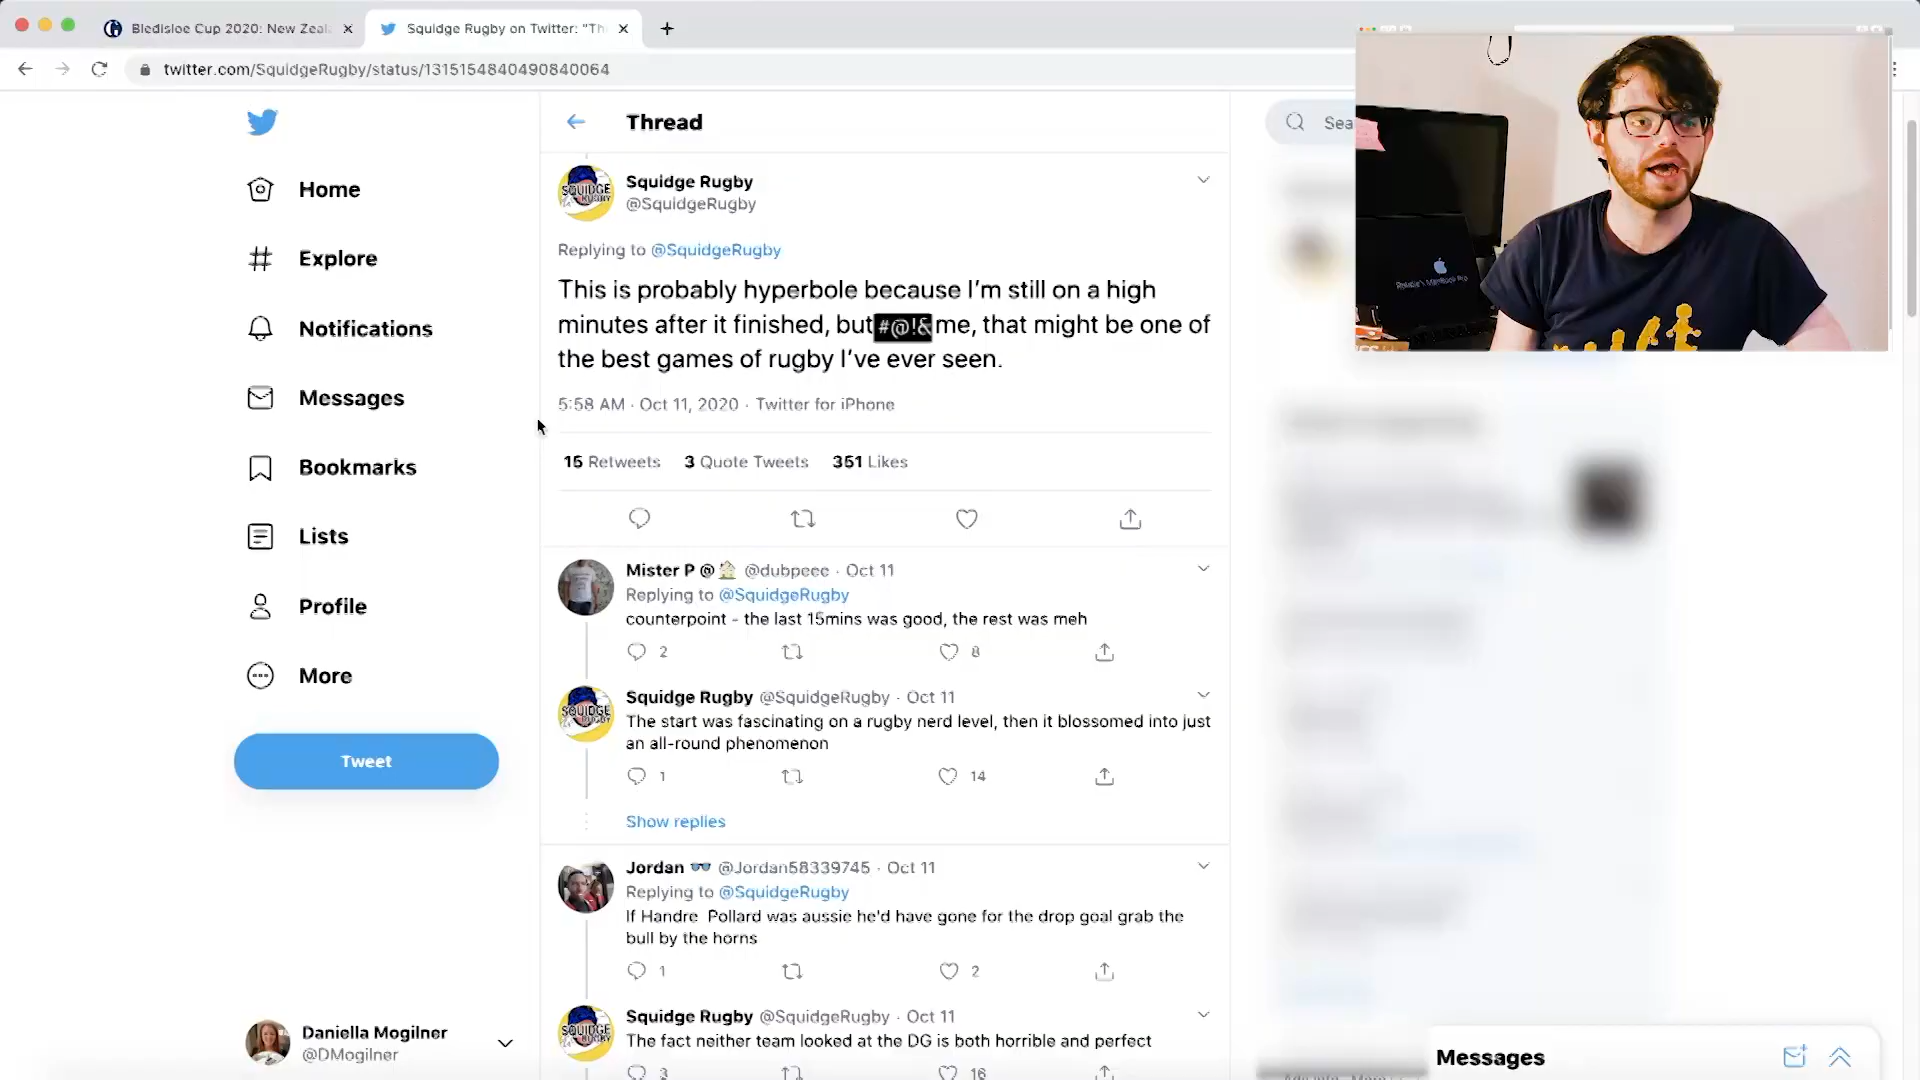 Bledisloe Cup 2020: New Zeal
Squidge Rugby on Twitter: "Th
twitter.com/SquidgeRugby/status/1315154840490840064
Thread
Sea
Squidge Rugby
@SquidgeRugby
Replying to @SquidgeRugby
This is probably hyperbole because I'm still on a high
minutes after it finished, but #@!& me, that might be one of
the best games of rugby I've ever seen.
5:58 AM · Oct 11, 2020 · Twitter for iPhone
15 Retweets 3 Quote Tweets 351 Likes
Home
Explore
Notifications
Messages
Bookmarks
Lists
Profile
More
Tweet
Mister P @ @dubpeee · Oct 11
Replying to @SquidgeRugby
counterpoint - the last 15mins was good, the rest was meh
2 8
Squidge Rugby @SquidgeRugby · Oct 11
The start was fascinating on a rugby nerd level, then it blossomed into just
an all-round phenomenon
1 14
Show replies
Jordan @Jordan58339745 · Oct 11
Replying to @SquidgeRugby
If Handre Pollard was aussie he'd have gone for the drop goal grab the
bull by the horns
1 2
Squidge Rugby @SquidgeRugby · Oct 11
The fact neither team looked at the DG is both horrible and perfect
3 16
Daniella Mogilner
@DMogilner
Messages
SQUIDGE
RUGBY
SQUIDGE
SQUIDGE